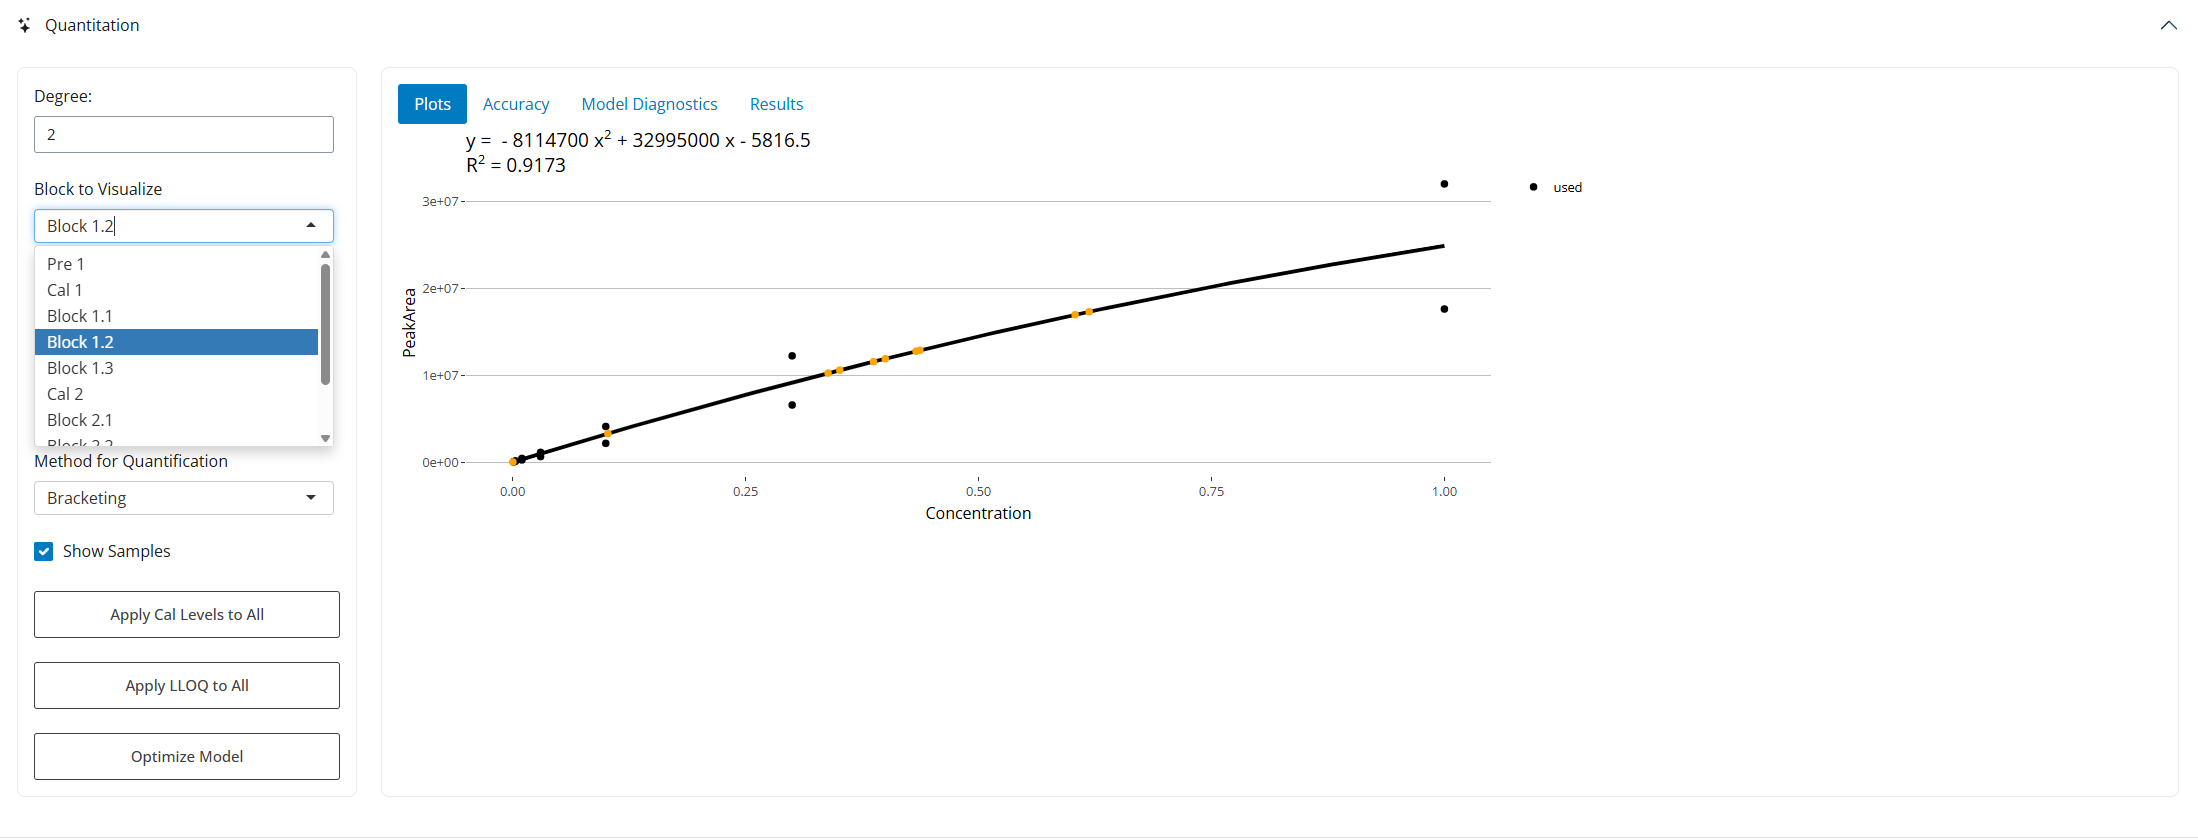 Quantitation
Degree:
2
Block to Visualize
Block 1.2
Pre 1
Cal 1
Block 1.1
Block 1.2
Block 1.3
Cal 2
Block 2.1
Block 2.2
Method for Quantification
Bracketing
Show Samples
Apply Cal Levels to All
Apply LLOQ to All
Optimize Model
Plots Accuracy Model Diagnostics Results
y = - 8114700 x² + 32995000 x - 5816.5
R² = 0.9173
used
3e+07
2e+07
1e+07
0e+00
PeakArea
0.00 0.25 0.50 0.75 1.00
Concentration